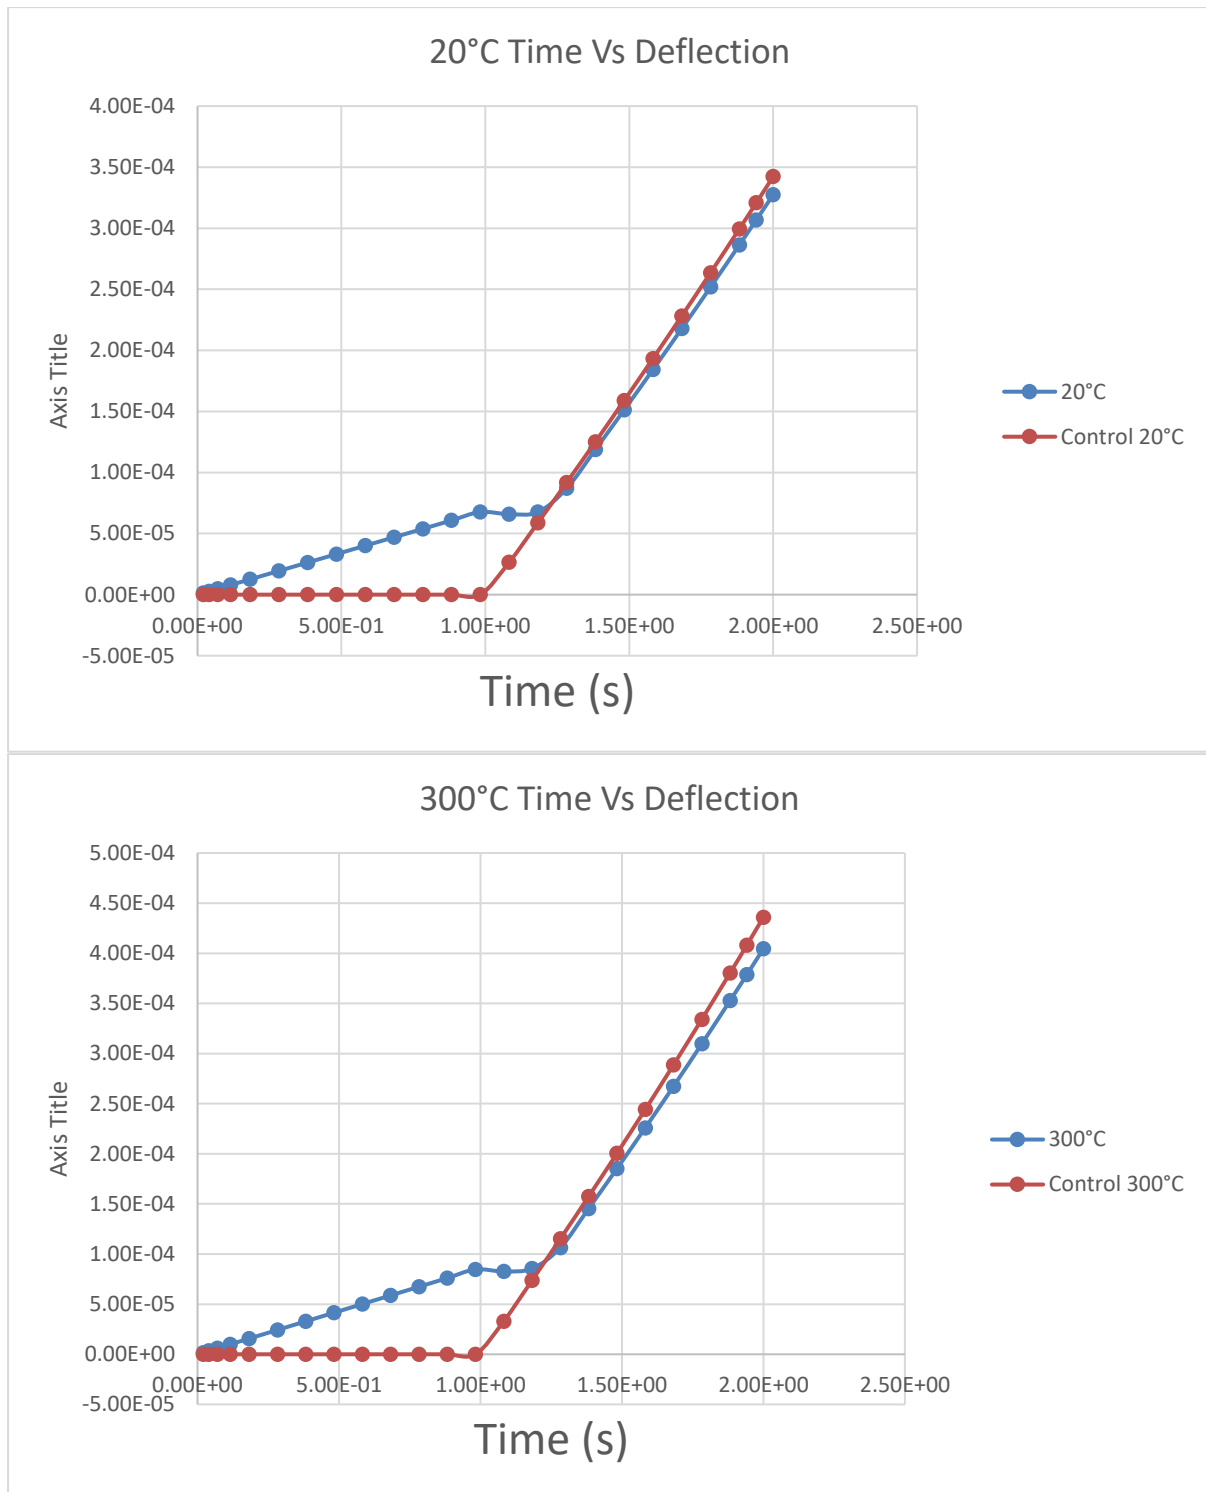 20°C Time Vs Deflection
4.00E-04
3.50E-04
3.00E-04
2.50E-04
2.00E-04
1.50E-04
1.00E-04
5.00E-05
0.00E+00
-5.00E-05
Axis Title
0.00E+00 5.00E-01 1.00E+00 1.50E+00 2.00E+00 2.50E+00
Time (s)
20°C
Control 20°C
300°C Time Vs Deflection
5.00E-04
4.50E-04
4.00E-04
3.50E-04
3.00E-04
2.50E-04
2.00E-04
1.50E-04
1.00E-04
5.00E-05
0.00E+00
-5.00E-05
Axis Title
0.00E+00 5.00E-01 1.00E+00 1.50E+00 2.00E+00 2.50E+00
Time (s)
300°C
Control 300°C